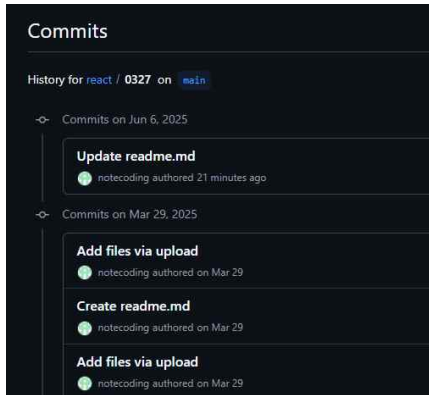 Commits
History for react / 0327 on main
Commits on Jun 6, 2025
Update readme.md
notecoding authored 21 minutes ago
Commits on Mar 29, 2025
Add files via upload
notecoding authored on Mar 29
Create readme.md
notecoding authored on Mar 29
Add files via upload
notecoding authored on Mar 29